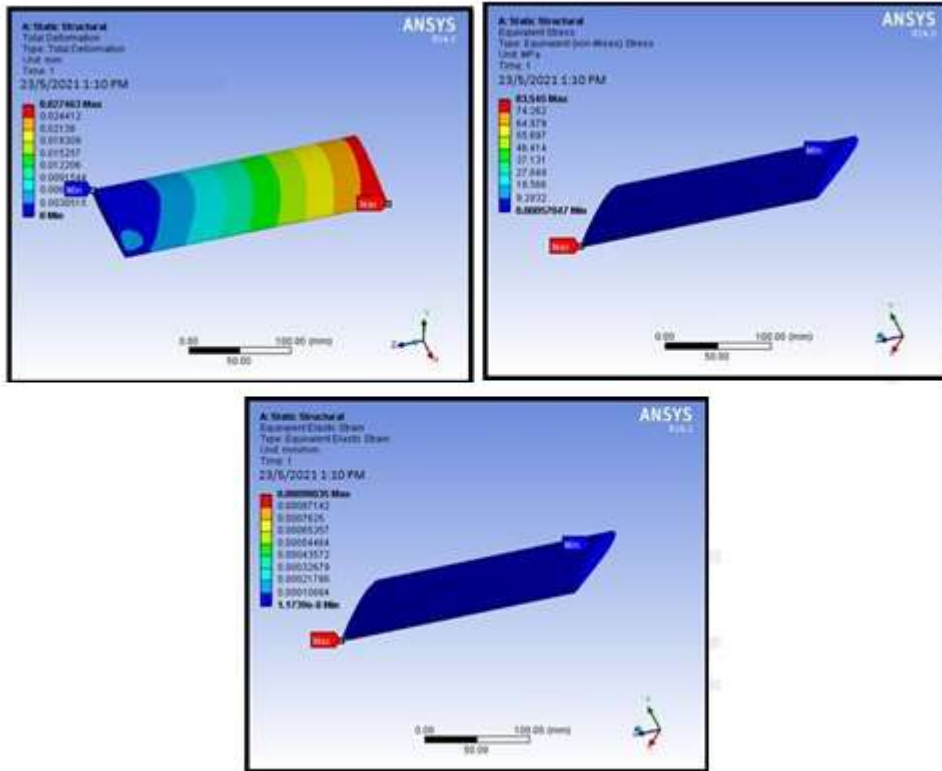 A: Static Structural
Total Deformation
Type: Total Deformation
Unit: mm
Time: 1
23/5/2021 1:10 PM
ANSYS
0.027463 Max
0.024412
0.02136
0.018309
0.015257
0.012206
0.0091544
0.0030515
0 Min
Min
Max
0.00
100.00 (mm)
50.00
A: Static Structural
Equivalent Stress
Type: Equivalent (von-Mises) Stress
Unit: MPa
Time: 1
23/5/2021 1:10 PM
ANSYS
83.545 Max
74.262
64.979
55.697
46.414
37.131
27.848
18.566
9.2832
Min
Max
0.00
100.00 (mm)
50.00
A: Static Structural
Equivalent Elastic Strain
Type: Equivalent Elastic Strain
Unit: mm/mm
Time: 1
23/5/2021 1:10 PM
ANSYS
0.00087142
0.00065357
0.00054464
0.00043572
0.00032679
0.00021786
Min
Max
0.00
100.00 (mm)
50.00